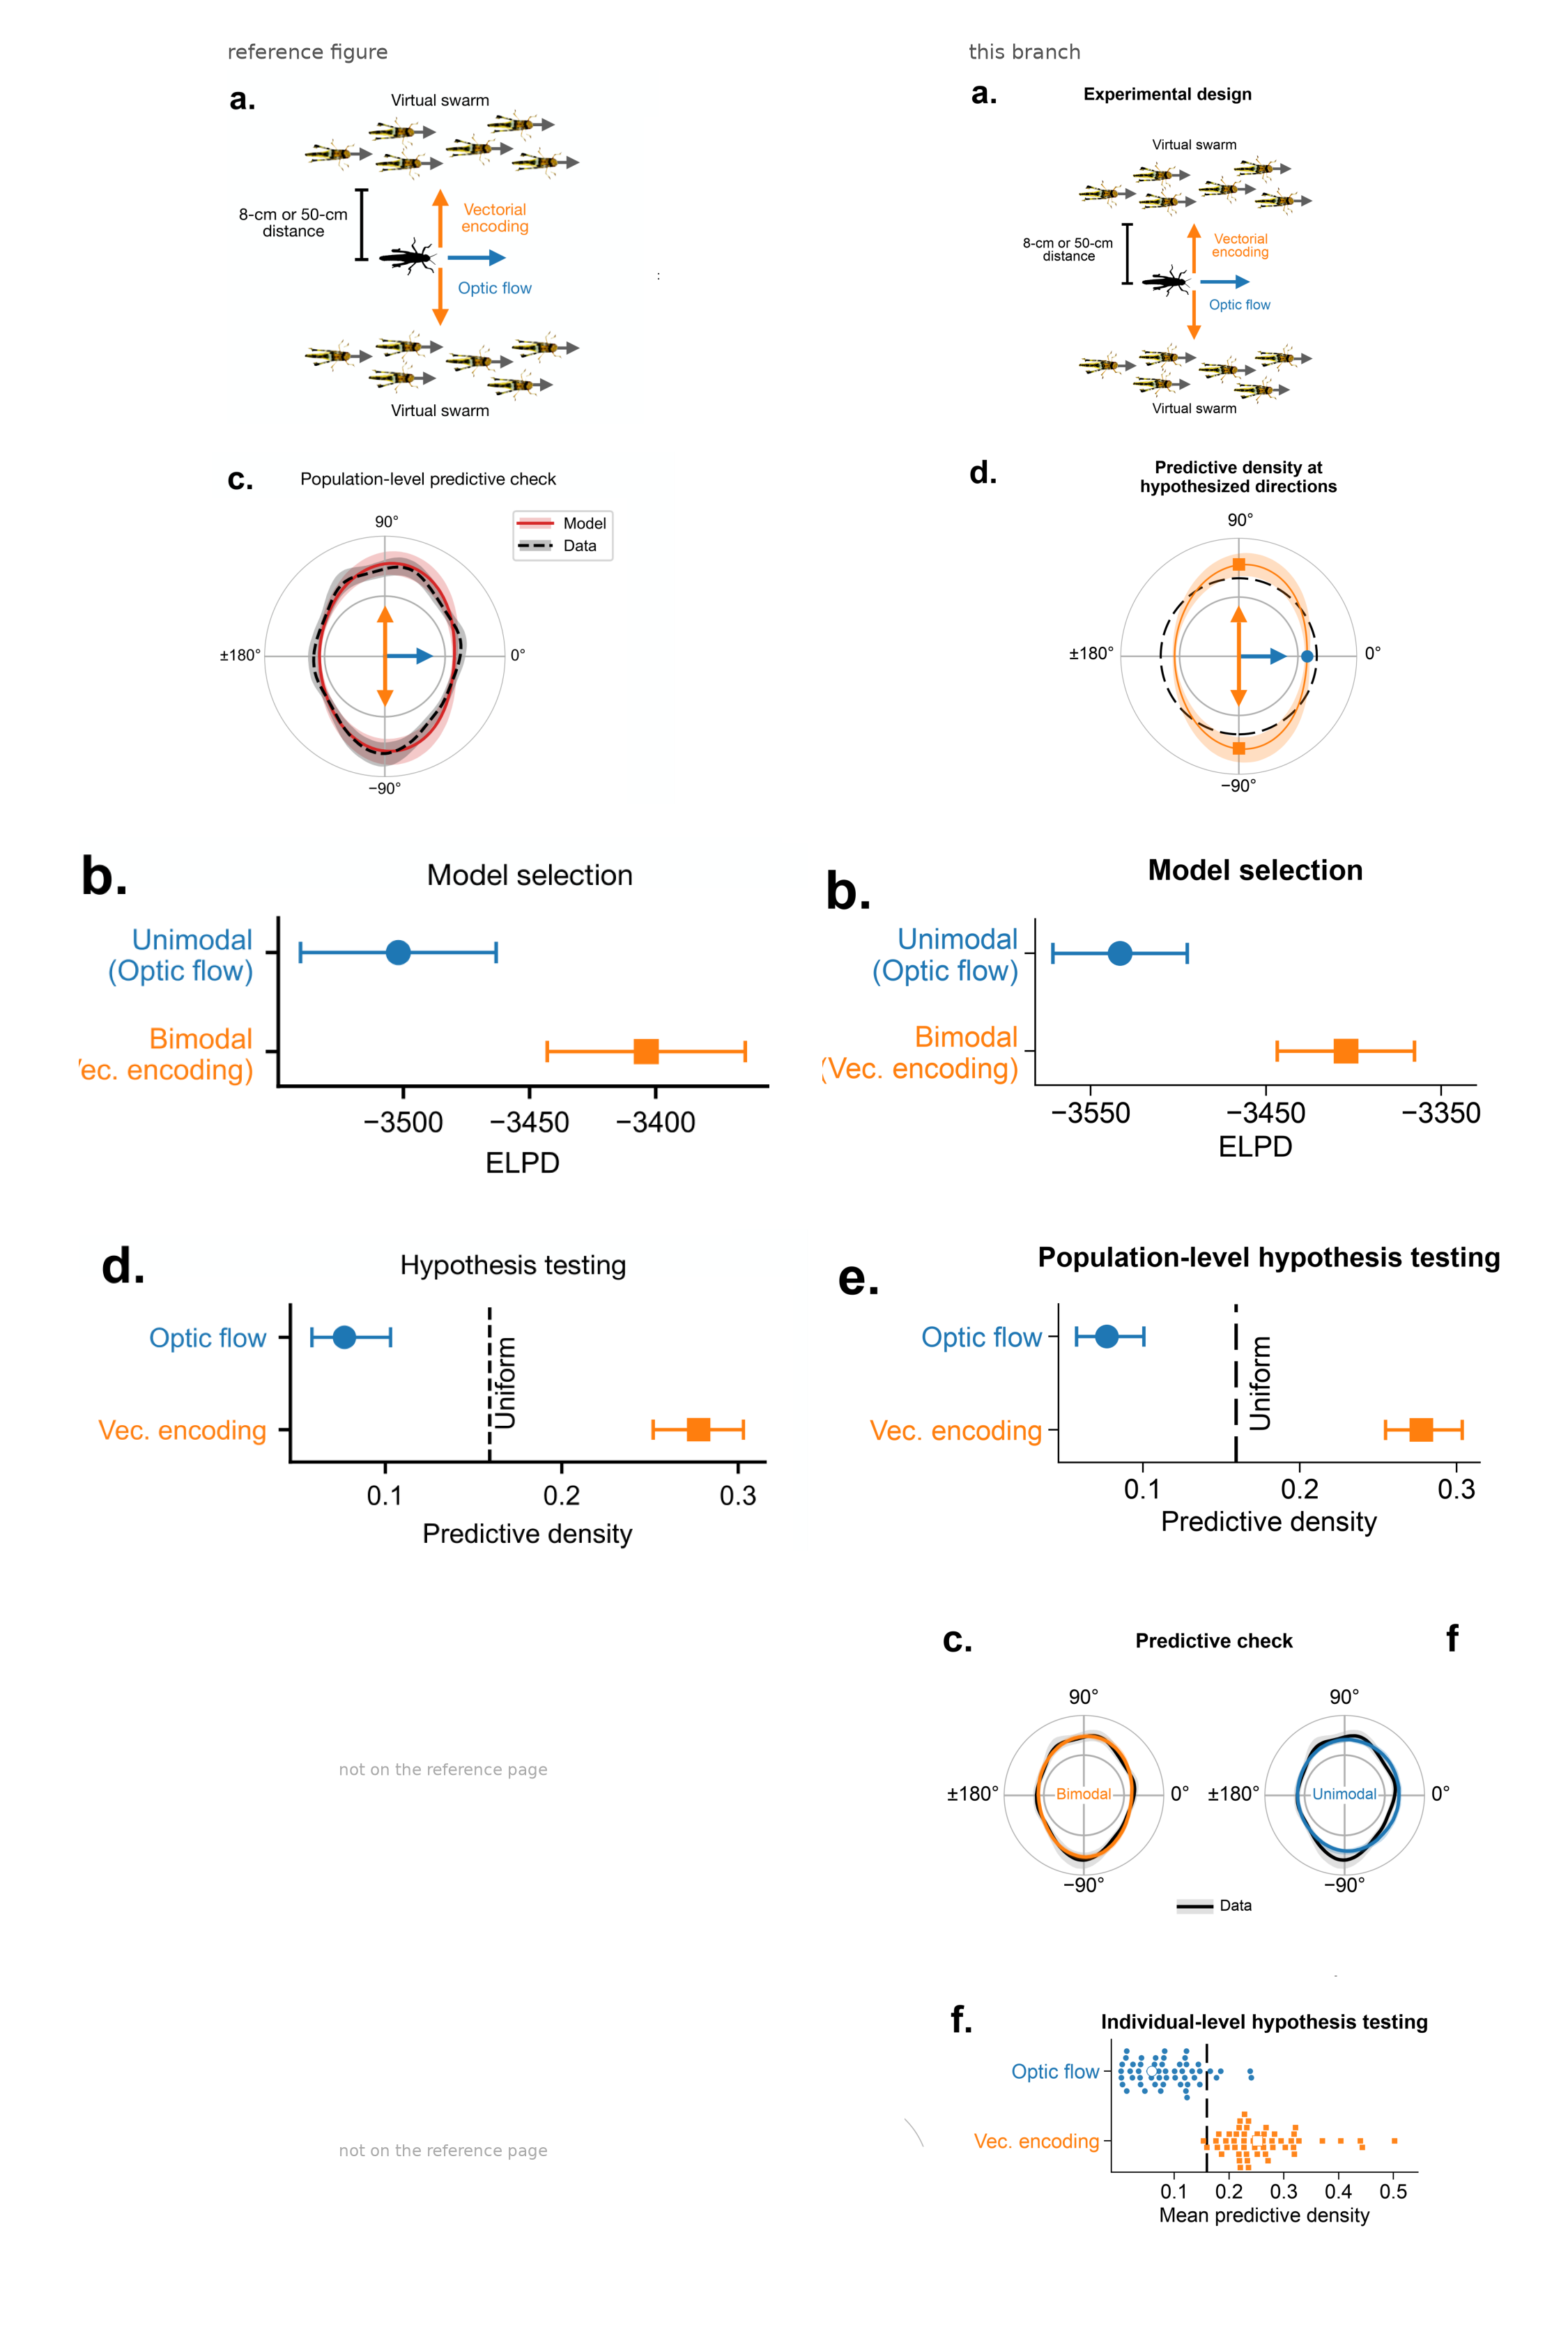 reference figure
this branch
a.
Virtual swarm
8-cm or 50-cm
distance
Vectorial
encoding
Optic flow
Virtual swarm
a.
Experimental design
Virtual swarm
8-cm or 50-cm
distance
Vectorial
encoding
Optic flow
Virtual swarm
c.
Population-level predictive check
Model
Data
90°
±180°
0°
−90°
d.
Predictive density at
hypothesized directions
90°
±180°
0°
−90°
b.
Model selection
Unimodal
(Optic flow)
Bimodal
ec. encoding)
−3500
−3450
−3400
ELPD
b.
Model selection
Unimodal
(Optic flow)
Bimodal
(Vec. encoding)
−3550
−3450
−3350
ELPD
d.
Hypothesis testing
Optic flow
Vec. encoding
Uniform
0.1
0.2
0.3
Predictive density
e.
Population-level hypothesis testing
Optic flow
Vec. encoding
Uniform
0.1
0.2
0.3
Predictive density
not on the reference page
c.
Predictive check
f
90°
±180°
Bimodal
0°
−90°
90°
±180°
Unimodal
0°
−90°
Data
not on the reference page
f.
Individual-level hypothesis testing
Optic flow
Vec. encoding
0.1
0.2
0.3
0.4
0.5
Mean predictive density